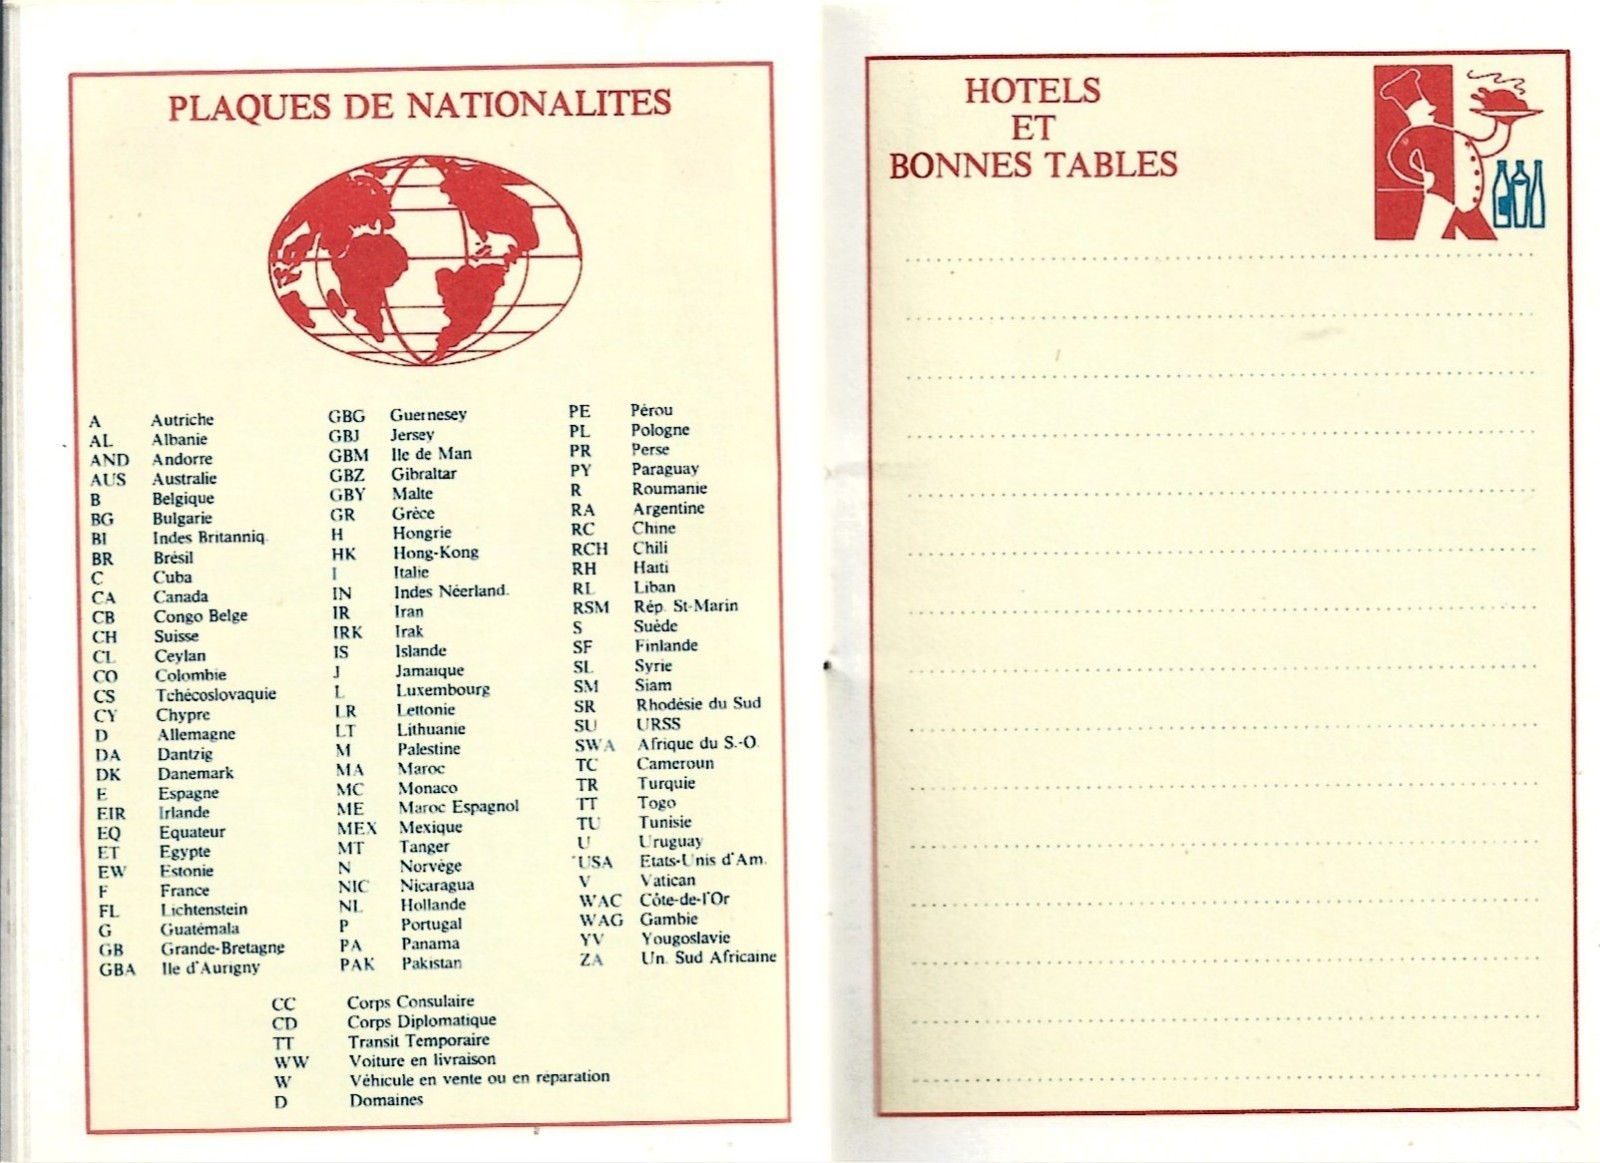 PLAQUES DE NATIONALITES
A Autriche
AL Albanie
AND Andorre
AUS Australie
B Belgique
BG Bulgarie
BI Indes Britanniq.
BR Brésil
C Cuba
CA Canada
CB Congo Belge
CH Suisse
CL Ceylan
CO Colombie
CS Tchécoslovaquie
CY Chypre
D Allemagne
DA Dantzig
DK Danemark
E Espagne
EIR Irlande
EQ Equateur
ET Egypte
EW Estonie
F France
FL Lichtenstein
G Guatémala
GB Grande-Bretagne
GBA Ile d'Aurigny
GBG Guernesey
GBJ Jersey
GBM Ile de Man
GBZ Gibraltar
GBY Malte
GR Grèce
H Hongrie
HK Hong-Kong
I Italie
IN Indes Néerland.
IR Iran
IRK Irak
IS Islande
J Jamaïque
L Luxembourg
LR Lettonie
LT Lithuanie
M Palestine
MA Maroc
MC Monaco
ME Maroc Espagnol
MEX Mexique
MT Tanger
N Norvège
NIC Nicaragua
NL Hollande
P Portugal
PA Panama
PAK Pakistan
PE Pérou
PL Pologne
PR Perse
PY Paraguay
R Roumanie
RA Argentine
RC Chine
RCH Chili
RH Haïti
RL Liban
RSM Rép. St-Marin
S Suède
SF Finlande
SL Syrie
SM Siam
SR Rhodésie du Sud
SU URSS
SWA Afrique du S.-O.
TC Cameroun
TR Turquie
TT Togo
TU Tunisie
U Uruguay
USA Etats-Unis d'Am.
V Vatican
WAC Côte-de-l'Or
WAG Gambie
YV Yougoslavie
ZA Un. Sud Africaine
CC Corps Consulaire
CD Corps Diplomatique
TT Transit Temporaire
WW Voiture en livraison
W Véhicule en vente ou en réparation
D Domaines
HOTELS
ET
BONNES TABLES